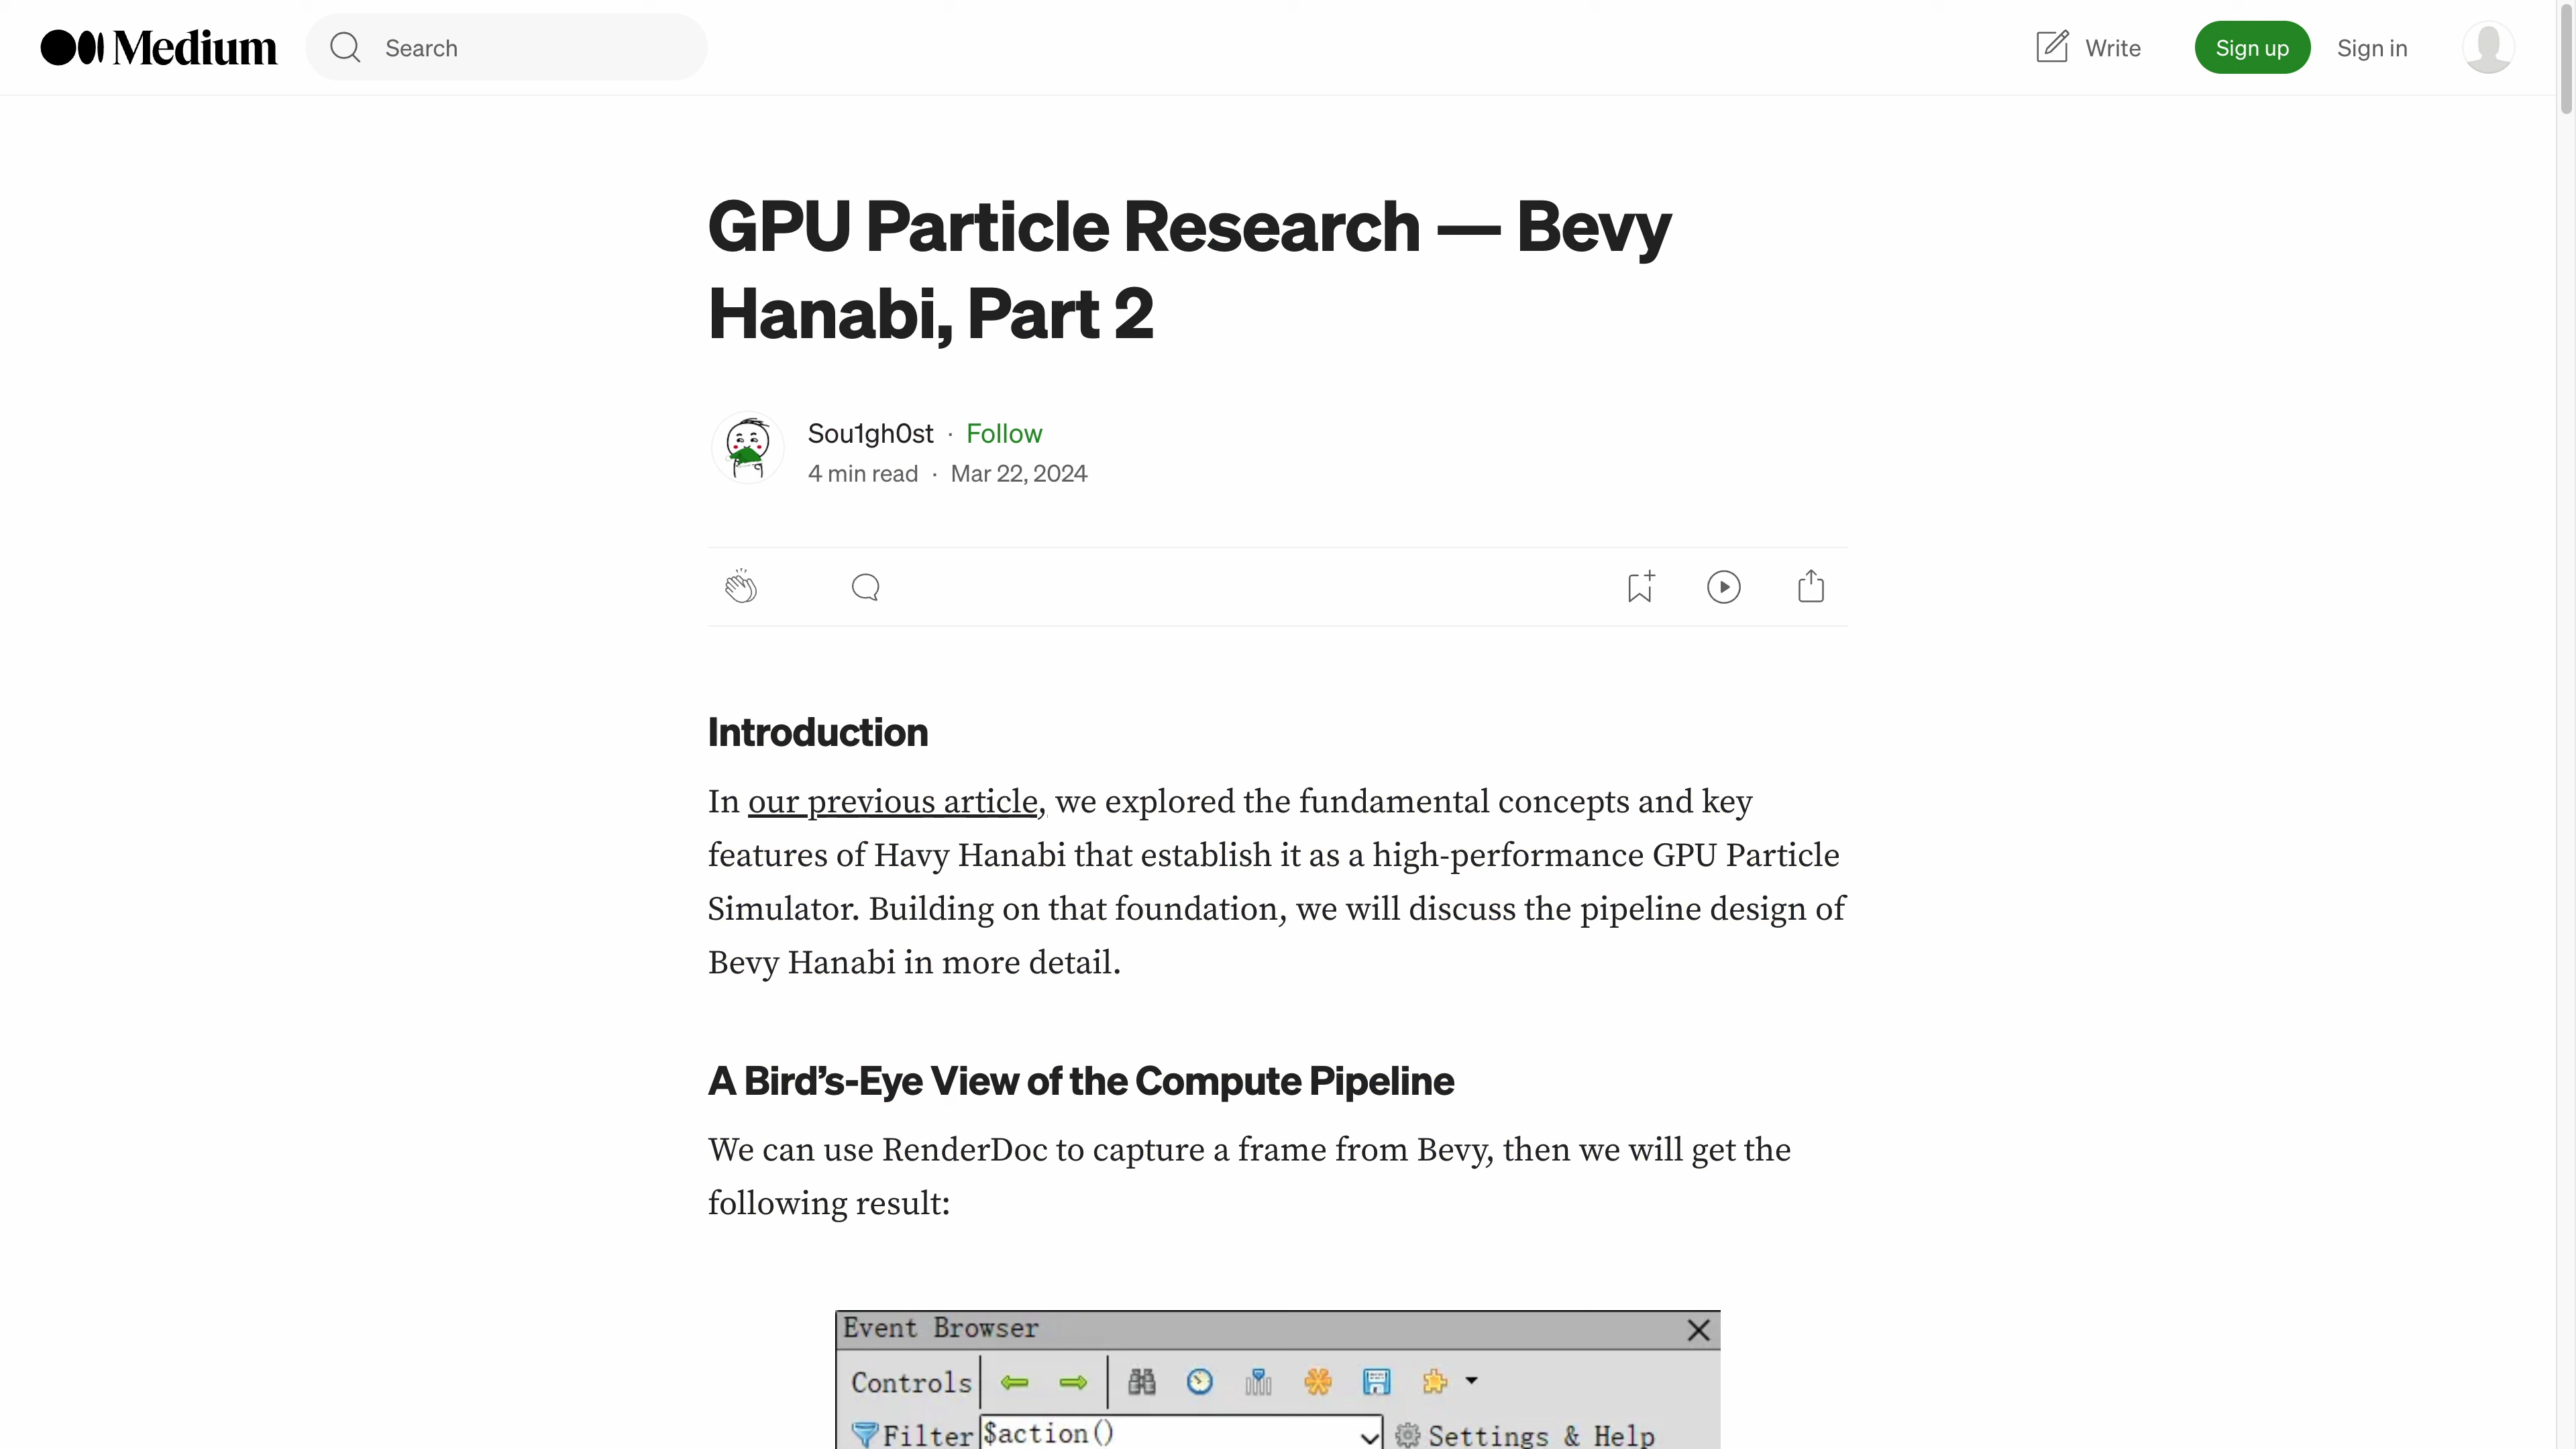 Medium
Search
Write
Sign up
Sign in
GPU Particle Research — Bevy
Hanabi, Part 2
Sou1gh0st · Follow
4 min read · Mar 22, 2024
Introduction
In our previous article, we explored the fundamental concepts and key
features of Havy Hanabi that establish it as a high-performance GPU Particle
Simulator. Building on that foundation, we will discuss the pipeline design of
Bevy Hanabi in more detail.
A Bird’s-Eye View of the Compute Pipeline
We can use RenderDoc to capture a frame from Bevy, then we will get the
following result:
Event Browser
Controls
Filter $action() Settings & Help